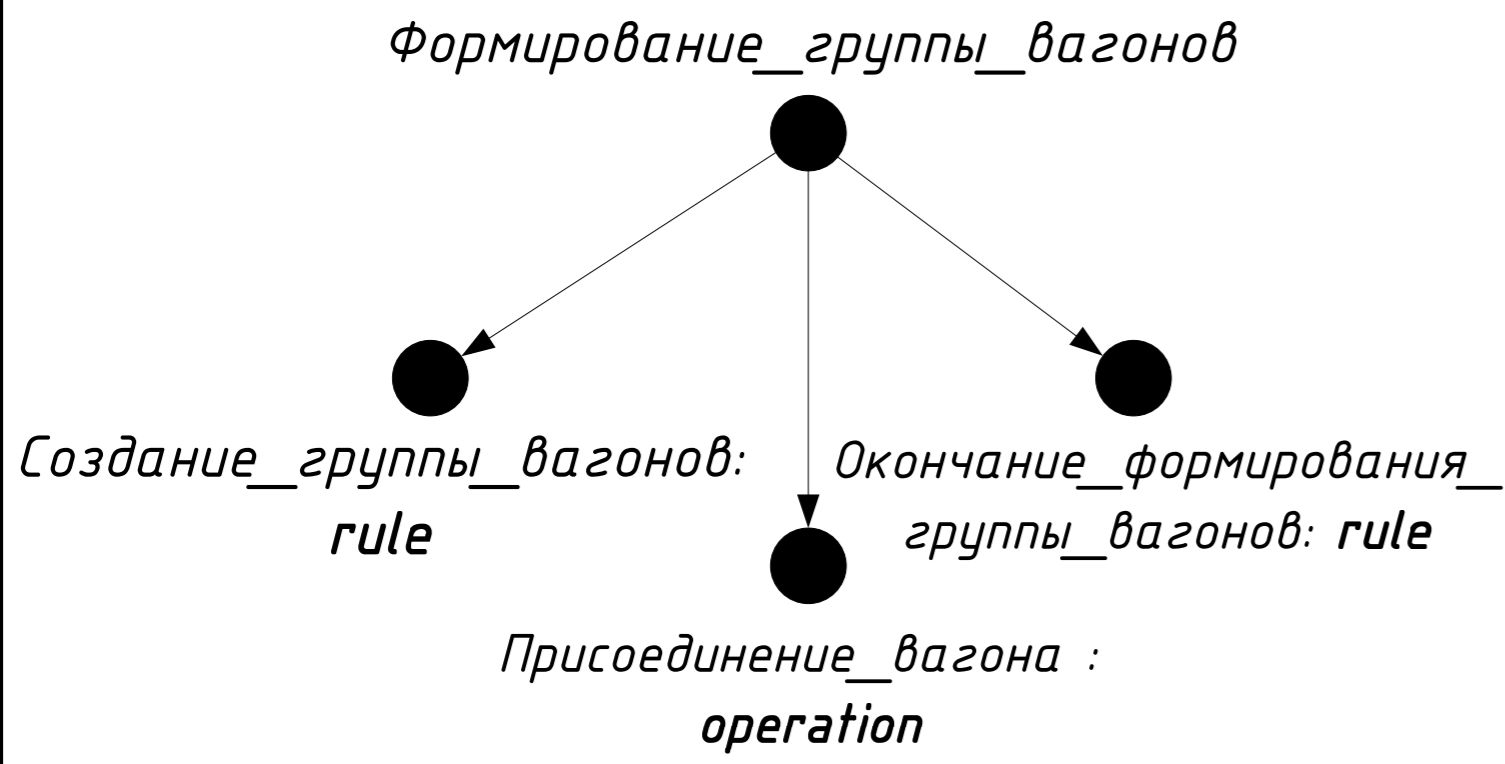 Формирование_группы_вагонов
Создание_группы_вагонов:
rule
Окончание_формирования_
группы_вагонов: rule
Присоединение_вагона :
operation